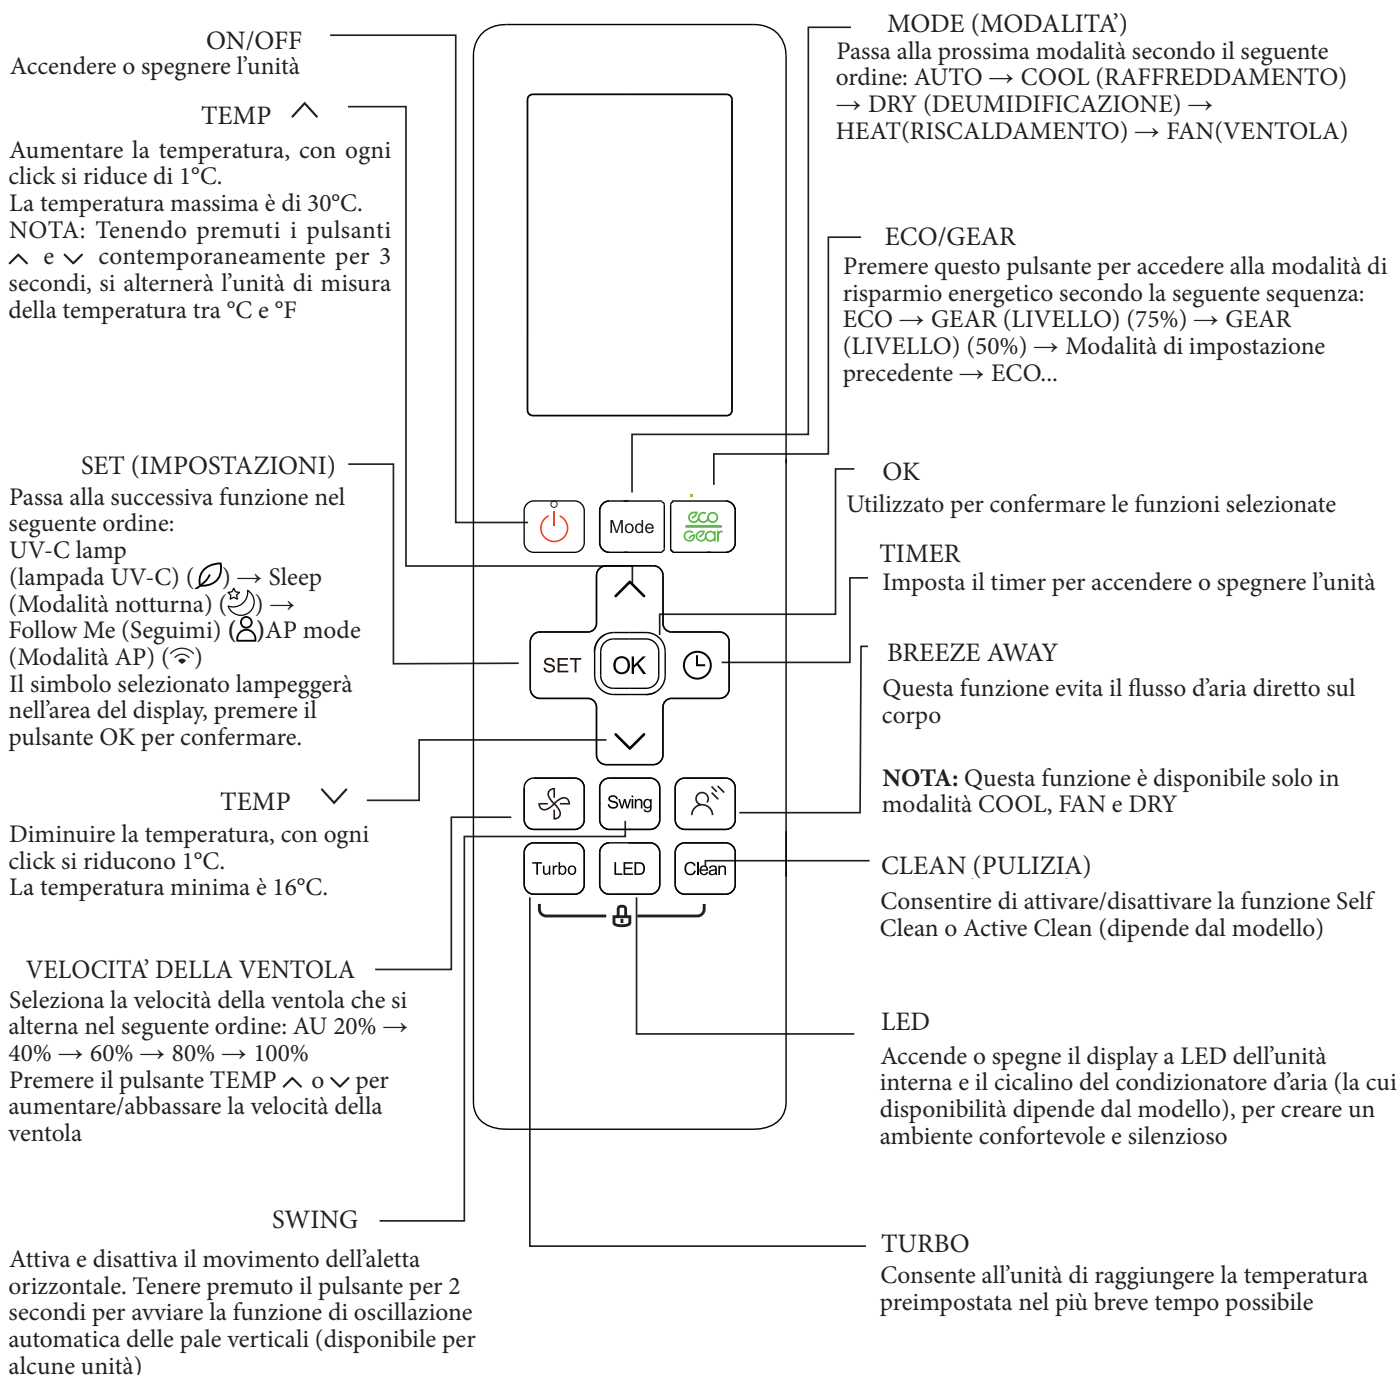 ON/OFF
Accendere o spegnere l'unità
TEMP
Aumentare la temperatura, con ogni
click si riduce di 1°C.
La temperatura massima è di 30°C.
NOTA: Tenendo premuti i pulsanti
e contemporaneamente per 3
secondi, si alternerà l'unità di misura
della temperatura tra °C e °F
SET (IMPOSTAZIONI)
Passa alla successiva funzione nel
seguente ordine:
UV-C lamp
(lampada UV-C) ( ) → Sleep
(Modalità notturna) ( ) →
Follow Me (Seguimi) ( )AP mode
(Modalità AP) ( )
Il simbolo selezionato lampeggerà
nell'area del display, premere il
pulsante OK per confermare.
TEMP
Diminuire la temperatura, con ogni
click si riducono 1°C.
La temperatura minima è 16°C.
VELOCITA' DELLA VENTOLA
Seleziona la velocità della ventola che si
alterna nel seguente ordine: AU 20% →
40% → 60% → 80% → 100%
Premere il pulsante TEMP o per
aumentare/abbassare la velocità della
ventola
SWING
Attiva e disattiva il movimento dell'aletta
orizzontale. Tenere premuto il pulsante per 2
secondi per avviare la funzione di oscillazione
automatica delle pale verticali (disponibile per
alcune unità)
Mode
eco
Gear
SET
OK
Swing
Turbo
LED
Clean
MODE (MODALITA')
Passa alla prossima modalità secondo il seguente
ordine: AUTO → COOL (RAFFREDDAMENTO)
→ DRY (DEUMIDIFICAZIONE) →
HEAT(RISCALDAMENTO) → FAN(VENTOLA)
ECO/GEAR
Premere questo pulsante per accedere alla modalità di
risparmio energetico secondo la seguente sequenza:
ECO → GEAR (LIVELLO) (75%) → GEAR
(LIVELLO) (50%) → Modalità di impostazione
precedente → ECO...
OK
Utilizzato per confermare le funzioni selezionate
TIMER
Imposta il timer per accendere o spegnere l'unità
BREEZE AWAY
Questa funzione evita il flusso d'aria diretto sul
corpo
NOTA: Questa funzione è disponibile solo in
modalità COOL, FAN e DRY
CLEAN (PULIZIA)
Consentire di attivare/disattivare la funzione Self
Clean o Active Clean (dipende dal modello)
LED
Accende o spegne il display a LED dell'unità
interna e il cicalino del condizionatore d'aria (la cui
disponibilità dipende dal modello), per creare un
ambiente confortevole e silenzioso
TURBO
Consente all'unità di raggiungere la temperatura
preimpostata nel più breve tempo possibile